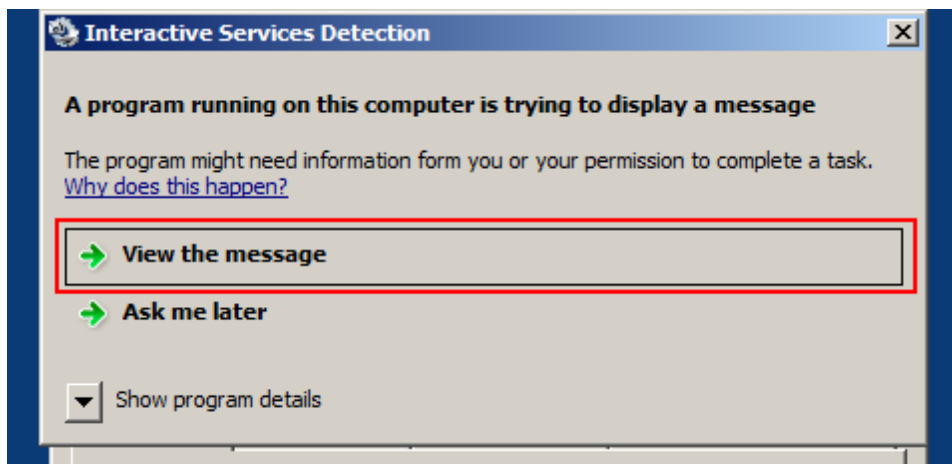 Interactive Services Detection
A program running on this computer is trying to display a message
The program might need information form you or your permission to complete a task.
Why does this happen?
View the message
Ask me later
Show program details